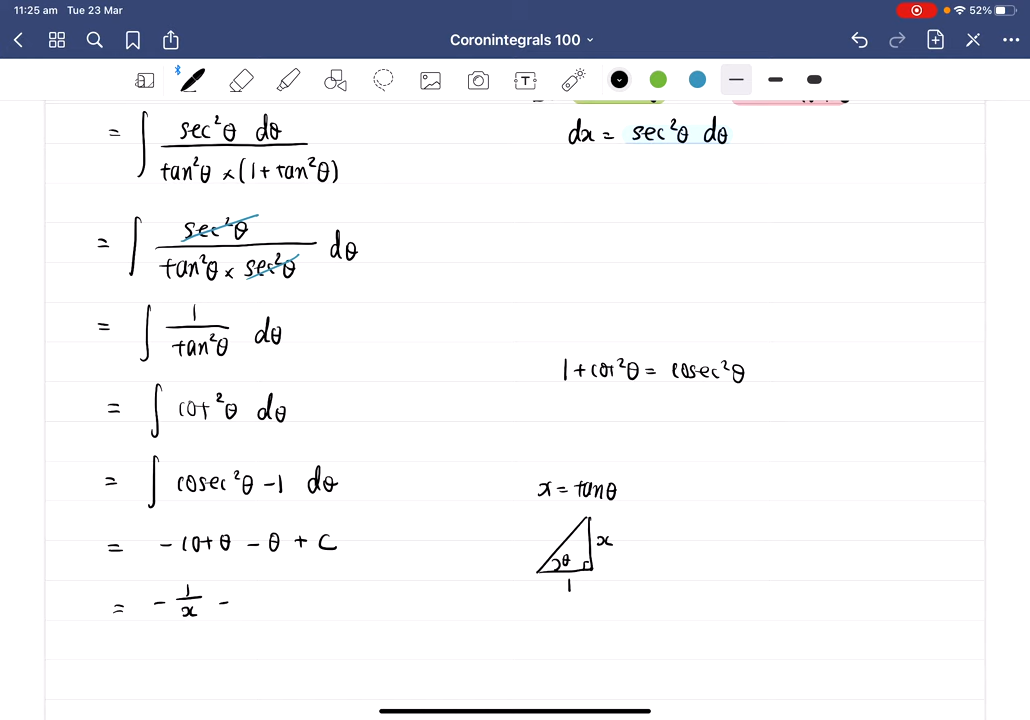 11:25 am Tue 23 Mar 52%
Coronintegrals 100
= ∫ sec²θ dθ / tan²θ × (1 + tan²θ)
dx = sec²θ dθ
= ∫ sec²θ / tan²θ × sec²θ dθ
= ∫ 1 / tan²θ dθ
1 + cot²θ = cosec²θ
= ∫ cot²θ dθ
= ∫ cosec²θ - 1 dθ
x = tanθ
= - cot θ - θ + C
θ x
1
= - 1/x -